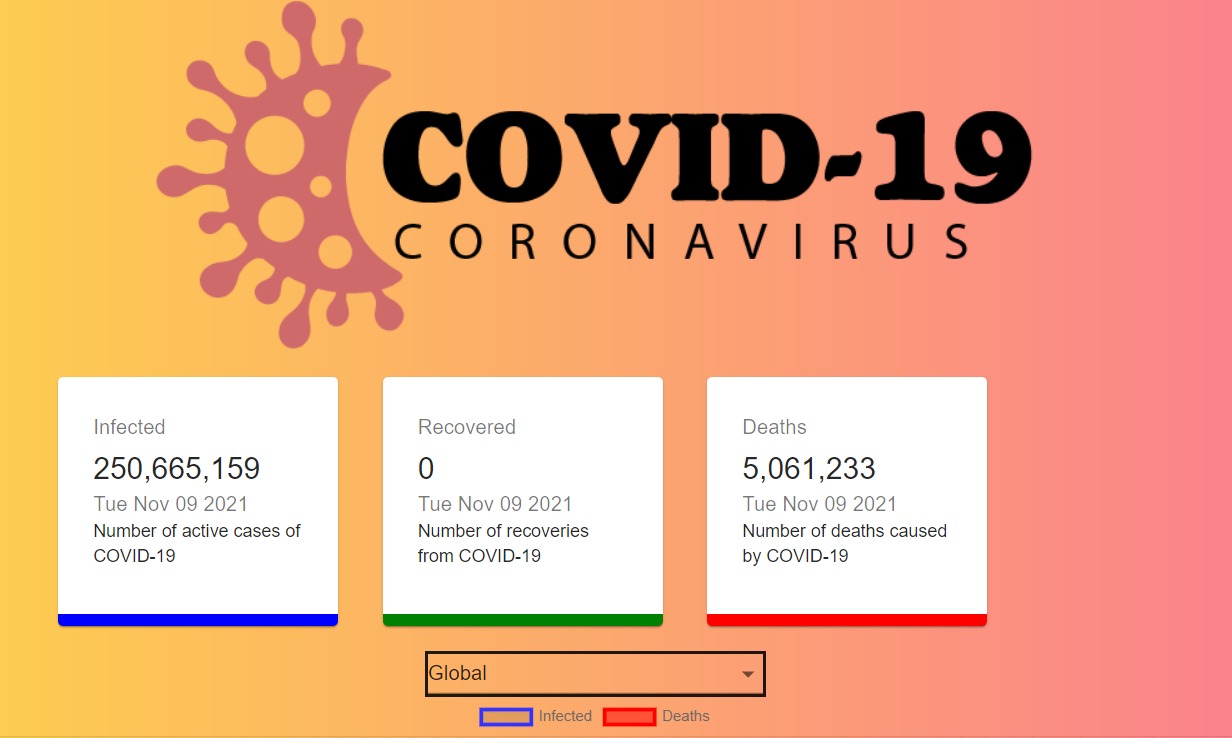 COVID-19
CORONAVIRUS
Infected
250,665,159
Tue Nov 09 2021
Number of active cases of
COVID-19
Recovered
0
Tue Nov 09 2021
Number of recoveries
from COVID-19
Deaths
5,061,233
Tue Nov 09 2021
Number of deaths caused
by COVID-19
Global
Infected Deaths